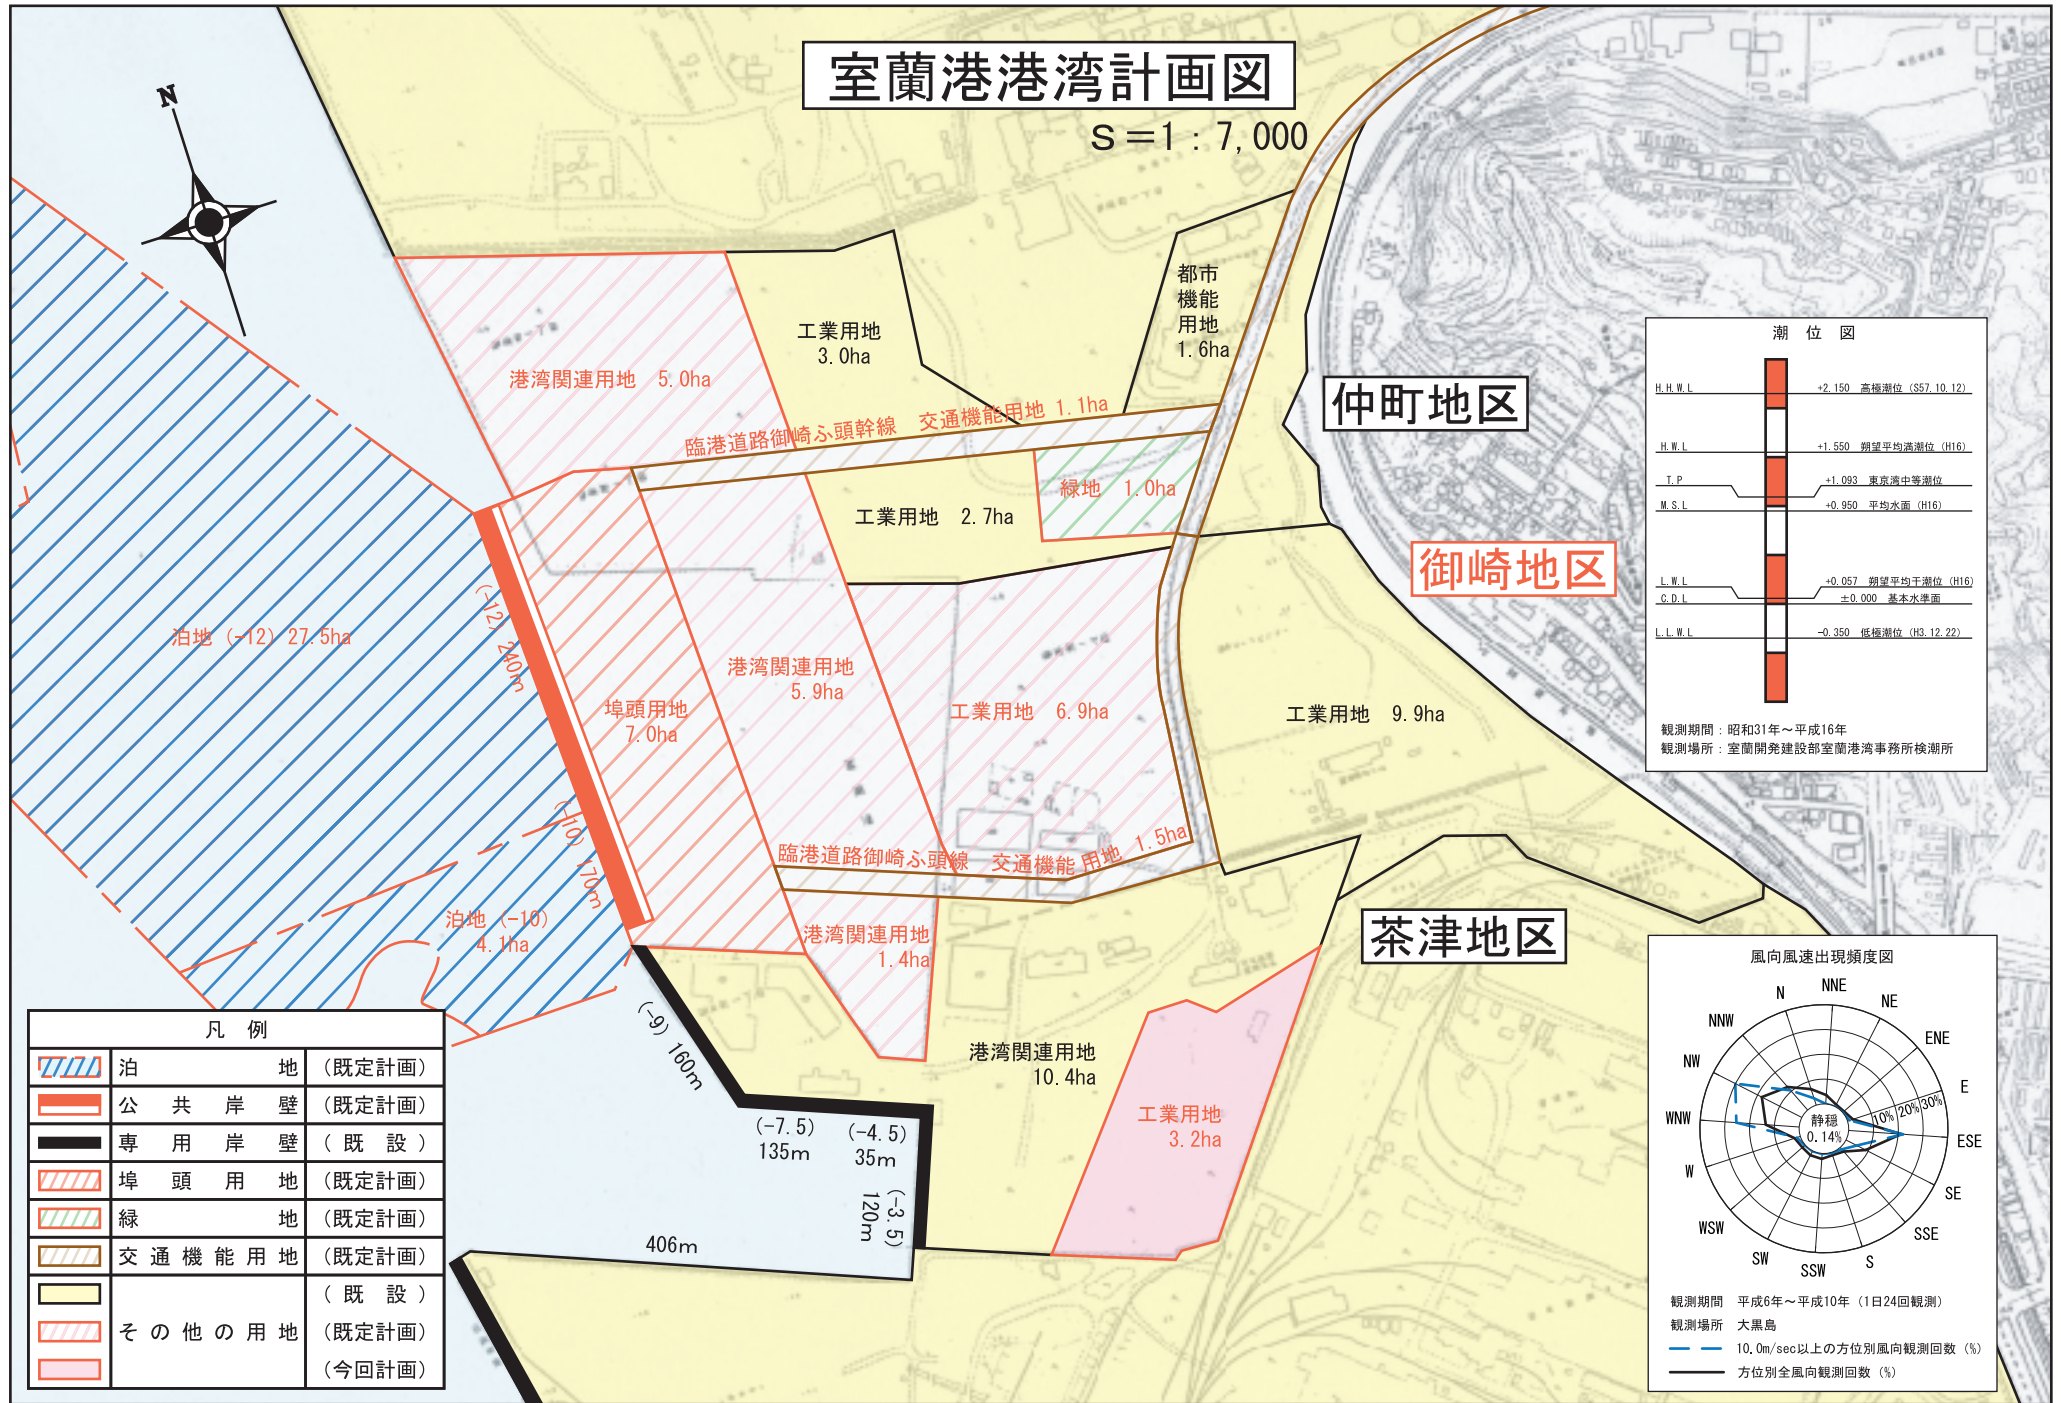 室蘭港港湾計画図
S＝1：7,000
N
都市
機能
用地
1.6ha
工業用地
3.0ha
港湾関連用地　5.0ha
臨港道路御崎ふ頭幹線　交通機能用地 1.1ha
仲町地区
緑地　1.0ha
工業用地　2.7ha
御崎地区
(-12) 240m
泊地 (-12) 27.5ha
港湾関連用地
5.9ha
埠頭用地
7.0ha
工業用地　6.9ha
工業用地　9.9ha
(-10) 170m
臨港道路御崎ふ頭線　交通機能用地 1.5ha
泊地 (-10)
4.1ha
港湾関連用地
1.4ha
茶津地区
(-9) 160m
港湾関連用地
10.4ha
工業用地
3.2ha
(-7.5)
135m
(-4.5)
35m
(-3.5)
120m
406m
潮　位　図
H.H.W.L　+2.150　高極潮位 (S57.10.12)
H.W.L　+1.550　朔望平均満潮位 (H16)
T.P　+1.093　東京湾中等潮位
M.S.L　+0.950　平均水面 (H16)
L.W.L　+0.057　朔望平均干潮位 (H16)
C.D.L　±0.000　基本水準面
L.L.W.L　-0.350　低極潮位 (H3.12.22)
観測期間：昭和31年～平成16年
観測場所：室蘭開発建設部室蘭港湾事務所検潮所
風向風速出現頻度図
N
NNE
NE
ENE
E
ESE
SE
SSE
S
SSW
SW
WSW
W
WNW
NW
NNW
10% 20% 30%
静穏
0.14%
観測期間　平成6年～平成10年（1日24回観測）
観測場所　大黒島
10.0m/sec以上の方位別風向観測回数 (%)
方位別全風向観測回数 (%)
凡　例
泊地　（既定計画）
公共岸壁　（既定計画）
専用岸壁　（既設）
埠頭用地　（既定計画）
緑地　（既定計画）
交通機能用地　（既定計画）
（既設）
その他の用地　（既定計画）
（今回計画）